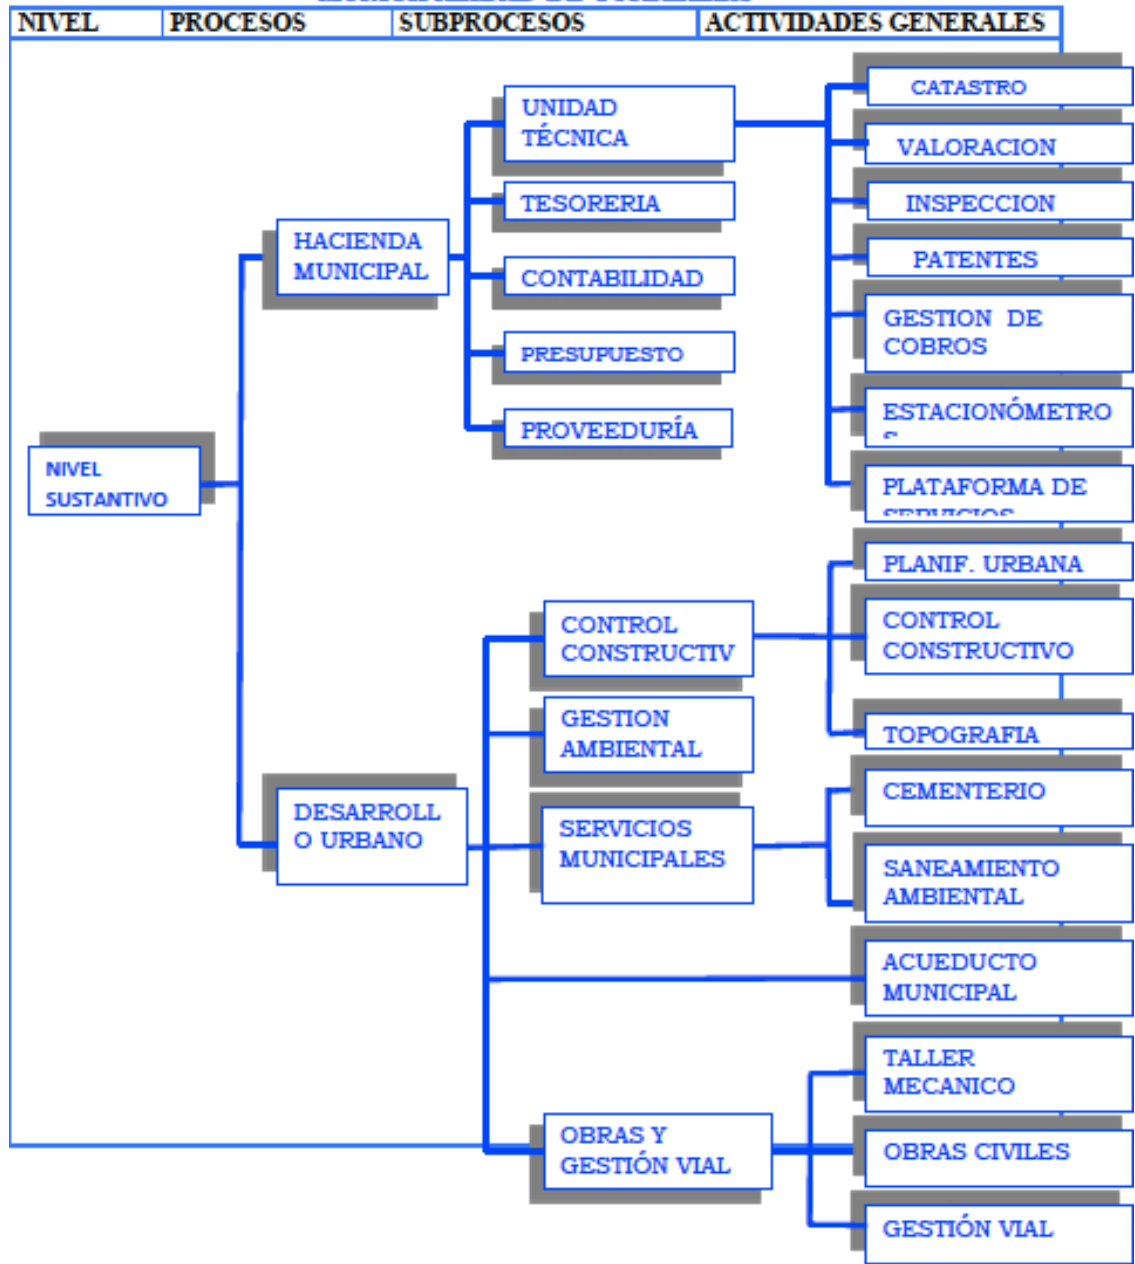 NIVEL PROCESOS SUBPROCESOS ACTIVIDADES GENERALES
NIVEL
SUSTANTIVO
HACIENDA
MUNICIPAL
UNIDAD
TÉCNICA
TESORERIA
CONTABILIDAD
PRESUPUESTO
PROVEEDURÍA
CATASTRO
VALORACION
INSPECCION
PATENTES
GESTION DE
COBROS
ESTACIONÓMETRO
S
PLATAFORMA DE
SERVICIOS
DESARROLL
O URBANO
CONTROL
CONSTRUCTIV
GESTION
AMBIENTAL
SERVICIOS
MUNICIPALES
OBRAS Y
GESTIÓN VIAL
PLANIF. URBANA
CONTROL
CONSTRUCTIVO
TOPOGRAFIA
CEMENTERIO
SANEAMIENTO
AMBIENTAL
ACUEDUCTO
MUNICIPAL
TALLER
MECANICO
OBRAS CIVILES
GESTIÓN VIAL